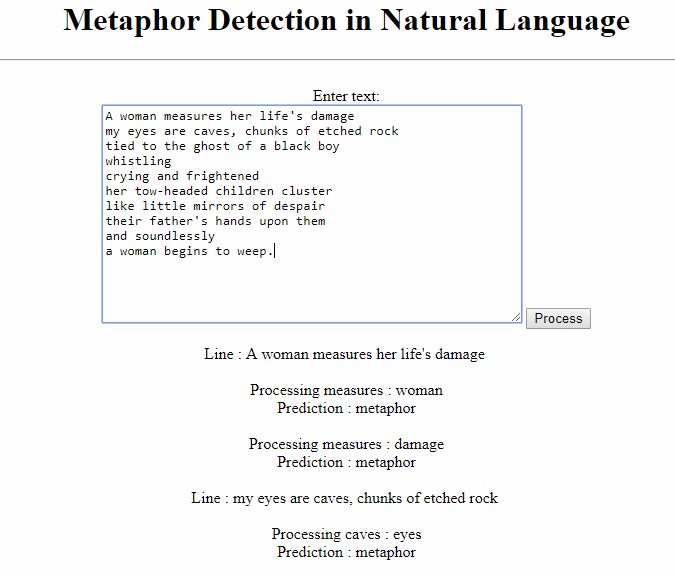 Metaphor Detection in Natural Language
Enter text:
A woman measures her life's damage
my eyes are caves, chunks of etched rock
tied to the ghost of a black boy
whistling
crying and frightened
her tow-headed children cluster
like little mirrors of despair
their father's hands upon them
and soundlessly
a woman begins to weep.
Process
Line : A woman measures her life's damage
Processing measures : woman
Prediction : metaphor
Processing measures : damage
Prediction : metaphor
Line : my eyes are caves, chunks of etched rock
Processing caves : eyes
Prediction : metaphor